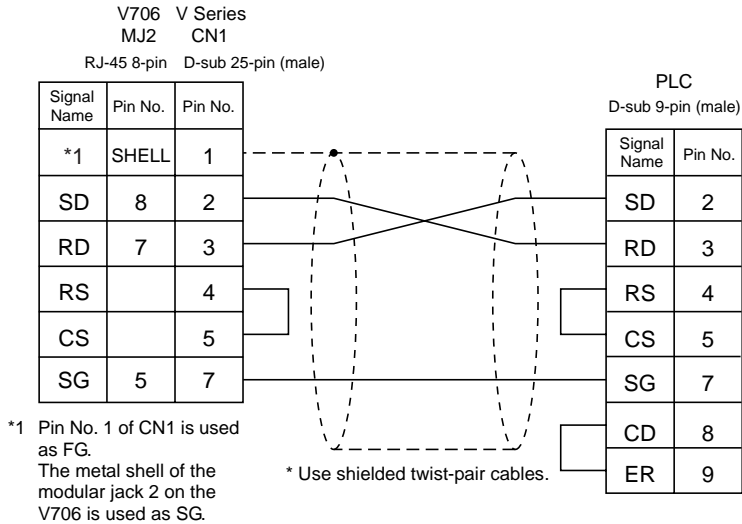 V706 V Series
MJ2 CN1
RJ-45 8-pin D-sub 25-pin (male)
Signal Name Pin No. Pin No.
*1 SHELL 1
SD 8 2
RD 7 3
RS 4
CS 5
SG 5 7
PLC
D-sub 9-pin (male)
Signal Name Pin No.
SD 2
RD 3
RS 4
CS 5
SG 7
CD 8
ER 9
*1 Pin No. 1 of CN1 is used
as FG.
The metal shell of the
modular jack 2 on the
V706 is used as SG.
* Use shielded twist-pair cables.